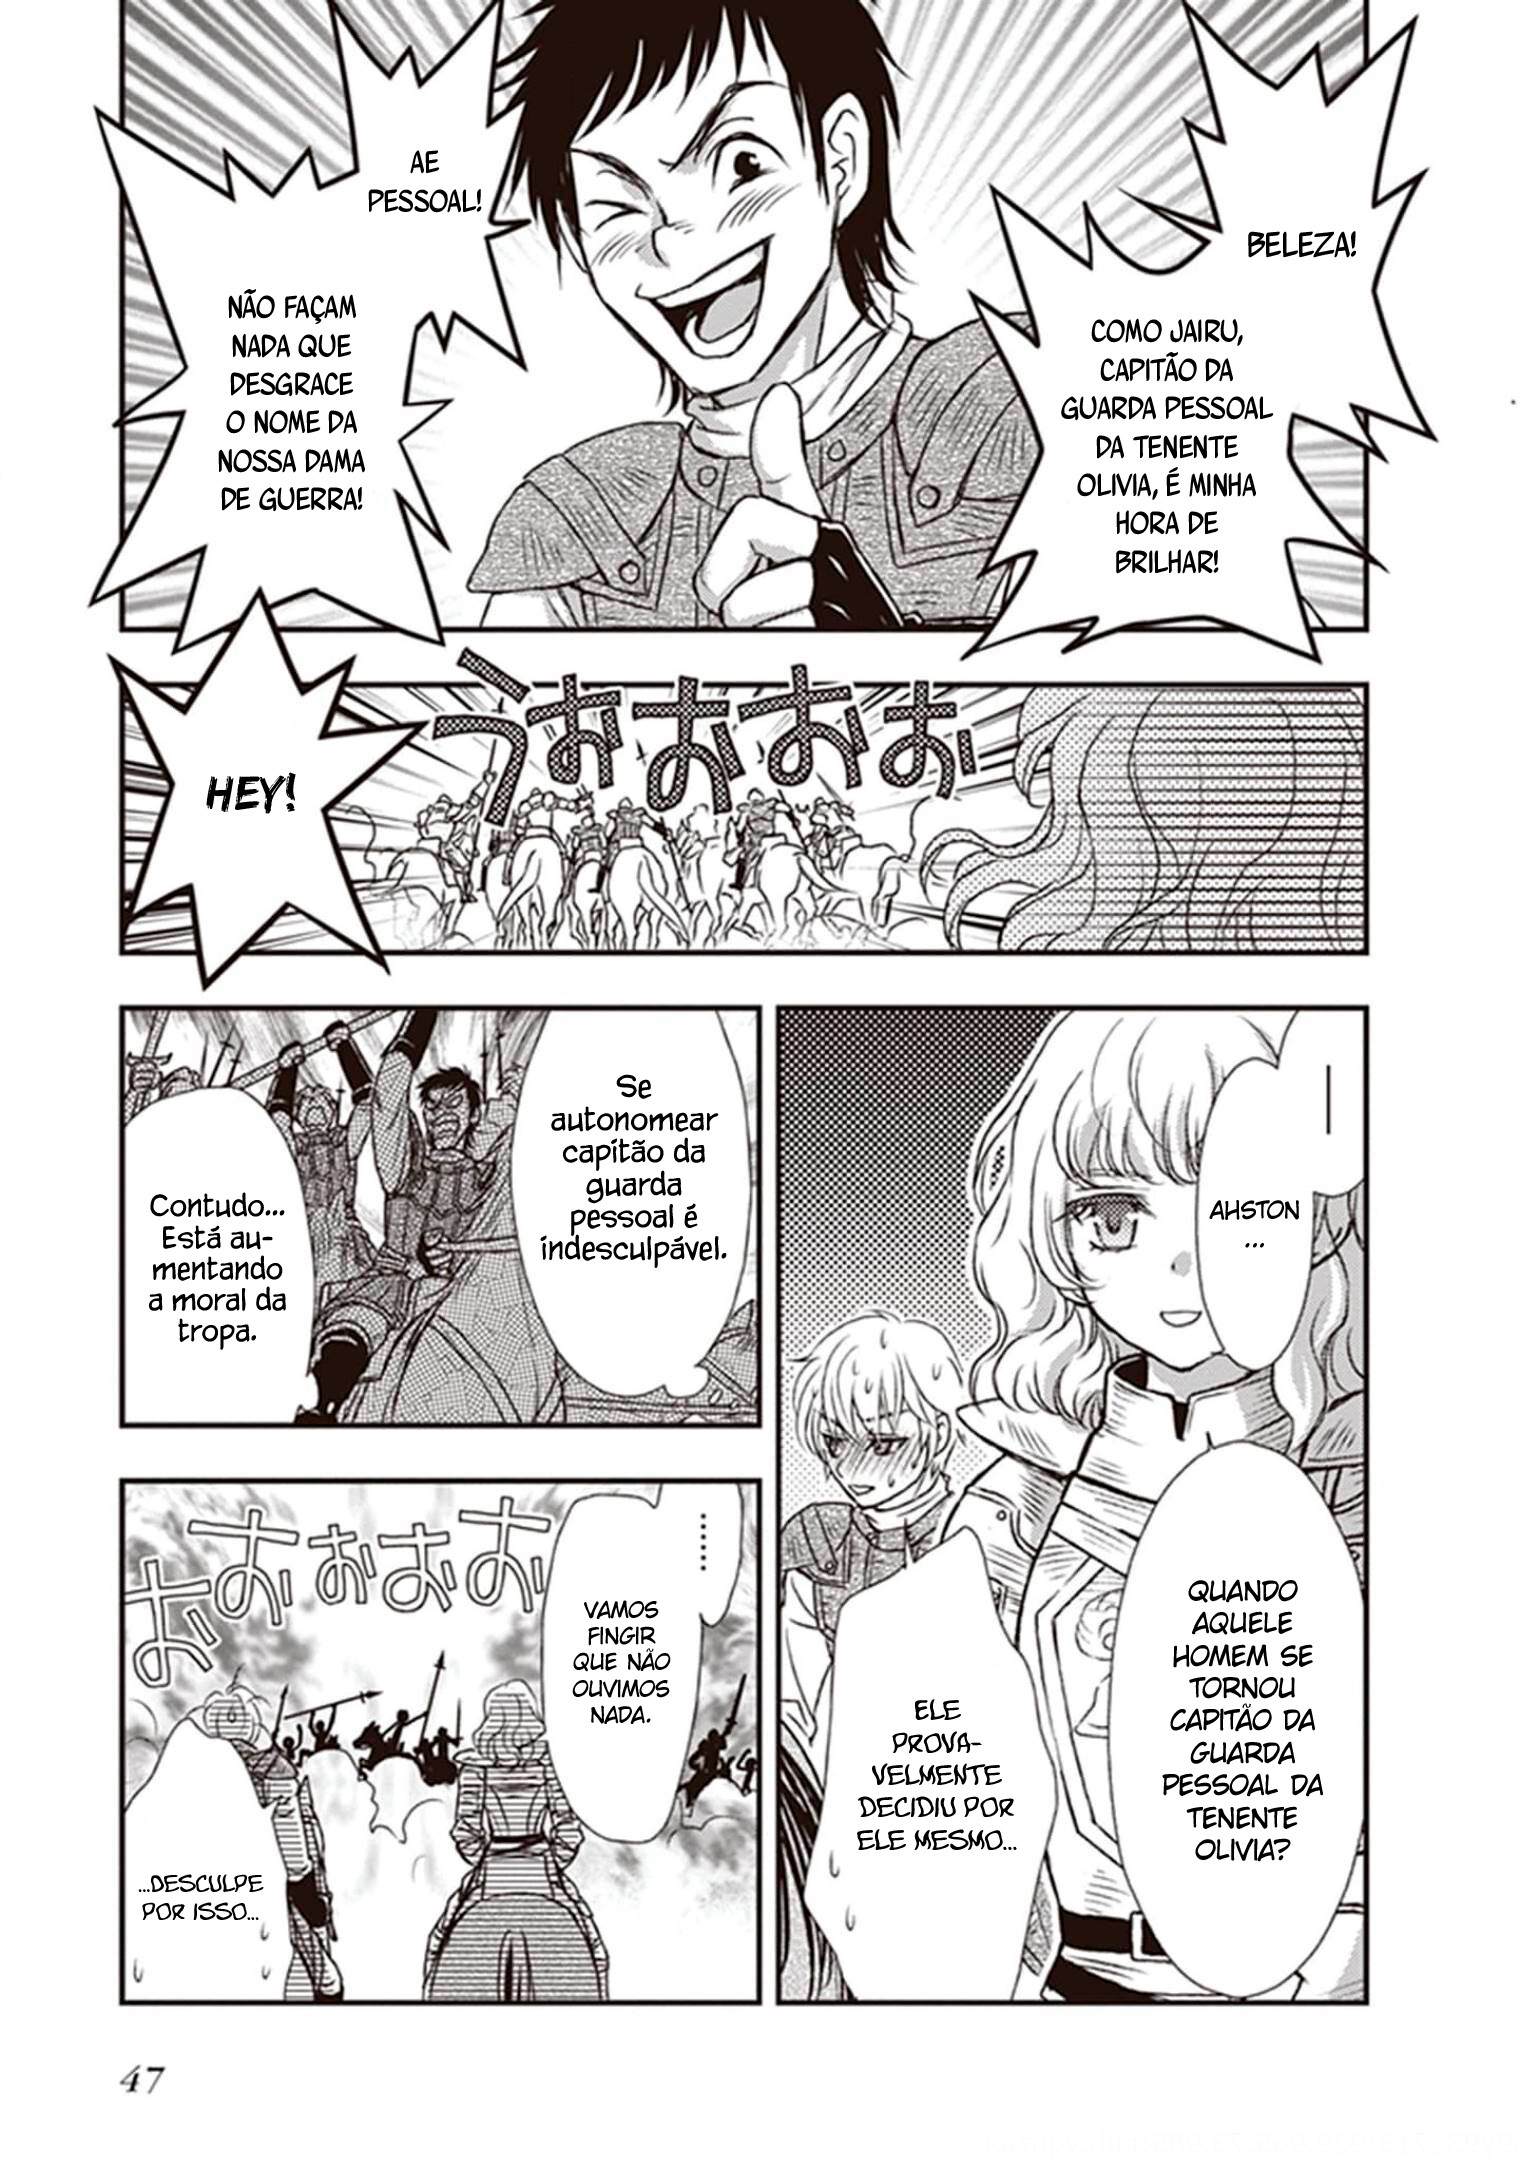 BELEZA!
COMO JAIRU,
CAPITÃO DA
GUARDA PESSOAL
DA TENENTE
OLIVIA, É MINHA
HORA DE
BRILHAR!
AE
PESSOAL!
NÃO FAÇAM
NADA QUE
DESGRACE
O NOME DA
NOSSA DAMA
DE GUERRA!
うおおおお
HEY!
AHSTON
...
QUANDO
AQUELE
HOMEM SE
TORNOU
CAPITÃO DA
GUARDA
PESSOAL DA
TENENTE
OLIVIA?
ELE
PROVA-
VELMENTE
DECIDIU POR
ELE MESMO...
Se
autonomear
capitão da
guarda
pessoal é
indesculpável.
Contudo...
Está au-
mentando
a moral da
tropa.
.......
VAMOS
FINGIR
QUE NÃO
OUVIMOS
NADA.
おおおおお
...DESCULPE
POR ISSO...
47